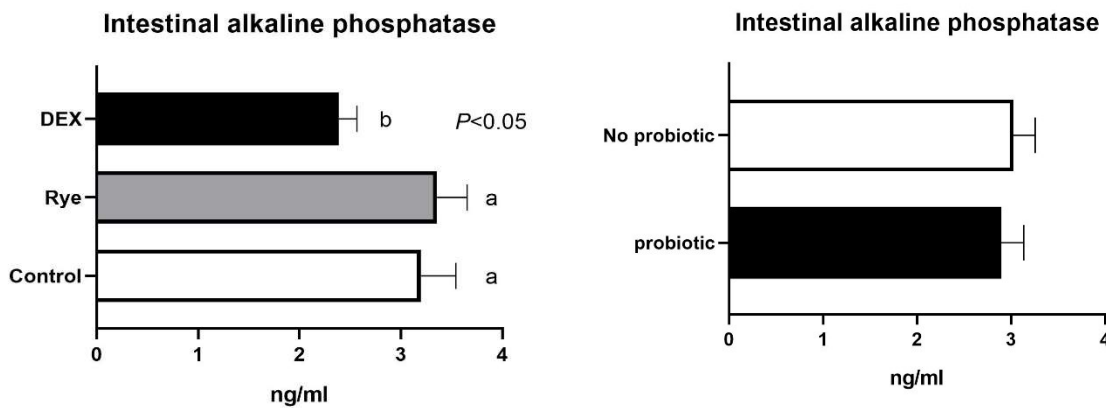 Intestinal alkaline phosphatase
DEX
b
P<0.05
Rye
a
Control
a
0 1 2 3 4
ng/ml
Intestinal alkaline phosphatase
No probiotic
probiotic
0 1 2 3 4
ng/ml